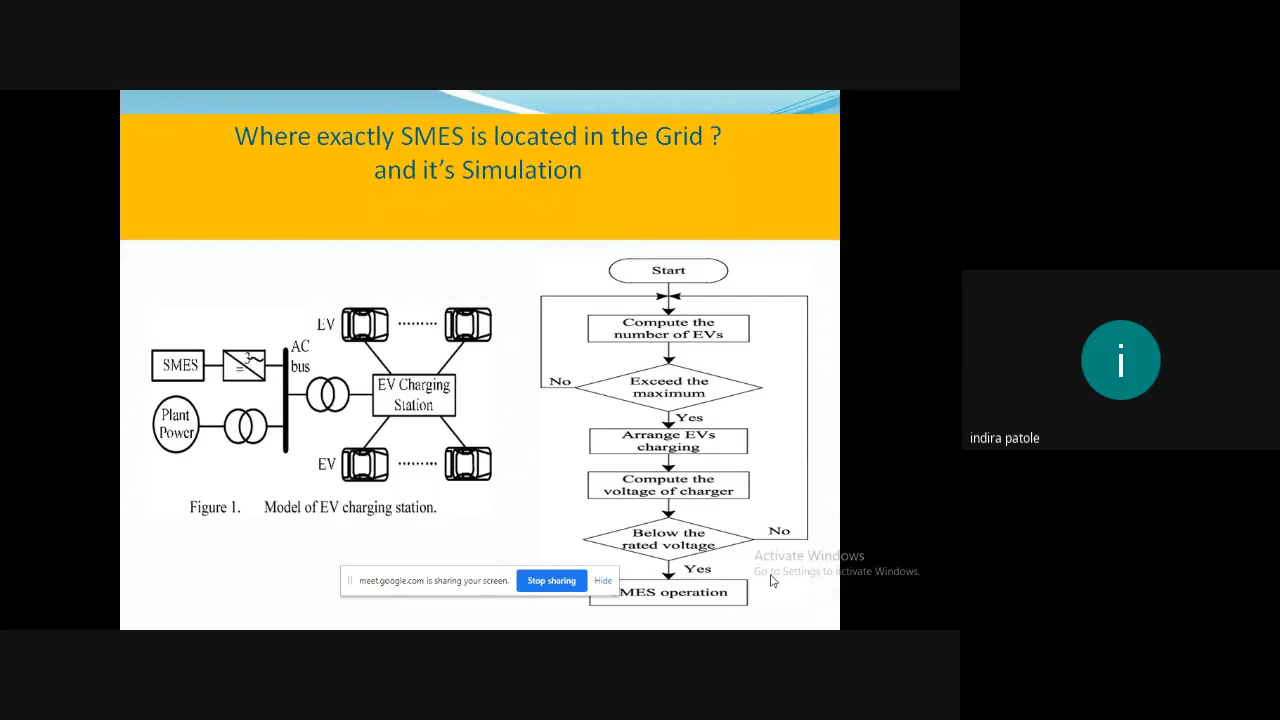 Where exactly SMES is located in the Grid ?
and it's Simulation
EV
AC
bus
SMES
3~
=
EV Charging
Station
Plant
Power
EV
Figure 1. Model of EV charging station.
Start
Compute the
number of EVs
No
Exceed the
maximum
Yes
Arrange EVs
charging
Compute the
voltage of charger
No
Below the
rated voltage
Yes
MES operation
meet.google.com is sharing your screen.
Stop sharing
Hide
Activate Windows
Go to Settings to activate Windows.
i
indira patole